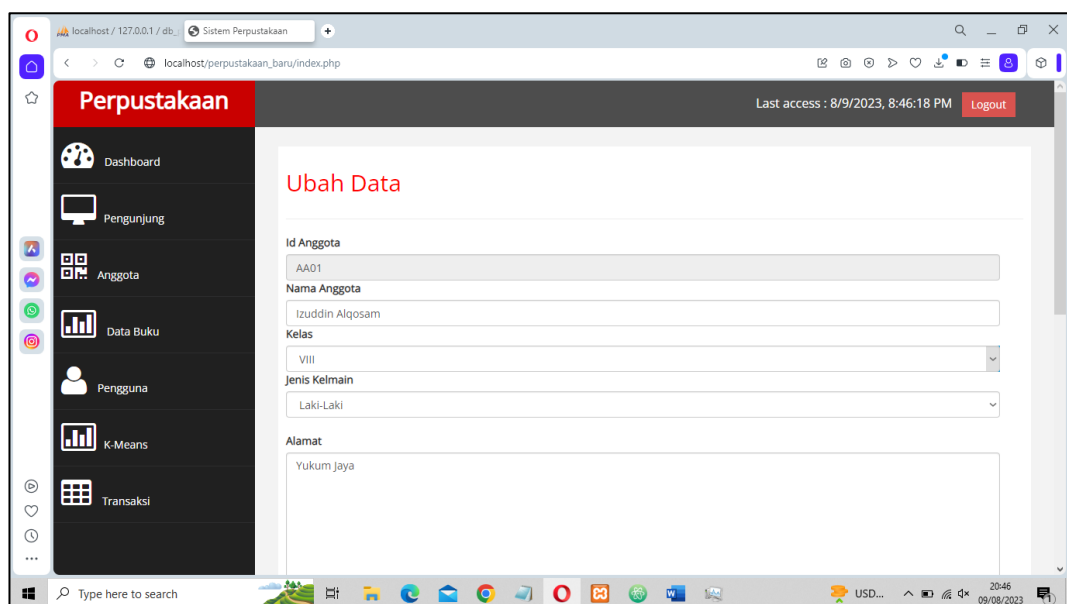 localhost / 127.0.0.1 / db_
Sistem Perpustakaan
localhost/perpustakaan_baru/index.php
Perpustakaan
Last access : 8/9/2023, 8:46:18 PM
Logout
Dashboard
Pengunjung
Anggota
Data Buku
Pengguna
K-Means
Transaksi
Ubah Data
Id Anggota
AA01
Nama Anggota
Izuddin Alqosam
Kelas
VIII
Jenis Kelmain
Laki-Laki
Alamat
Yukum Jaya
Type here to search
USD...
20:46
09/08/2023